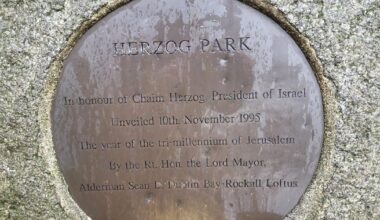 HERZOG PARK
In honour of Chaim Herzog, President of Israel
Unveiled 10th. November 1995
The year of the tri-millennium of Jerusalem
By the Rt. Hon. the Lord Mayor,
Alderman Sean D. Dublin Bay-Rockall Loftus